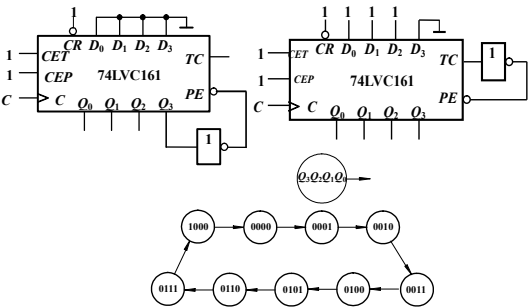 1
1
1
1
1
CR D₀ D₁ D₂ D₃
CR D₀ D₁ D₂ D₃
1 CET
TC
1 CET
TC
1
1 CEP
74LVC161
1 CEP
74LVC161
PE
PE
C
C
C
C
Q₀ Q₁ Q₂ Q₃
Q₀ Q₁ Q₂ Q₃
1
Q₃Q₂Q₁Q₀
1000 0000 0001 0010
0111 0110 0101 0100 0011